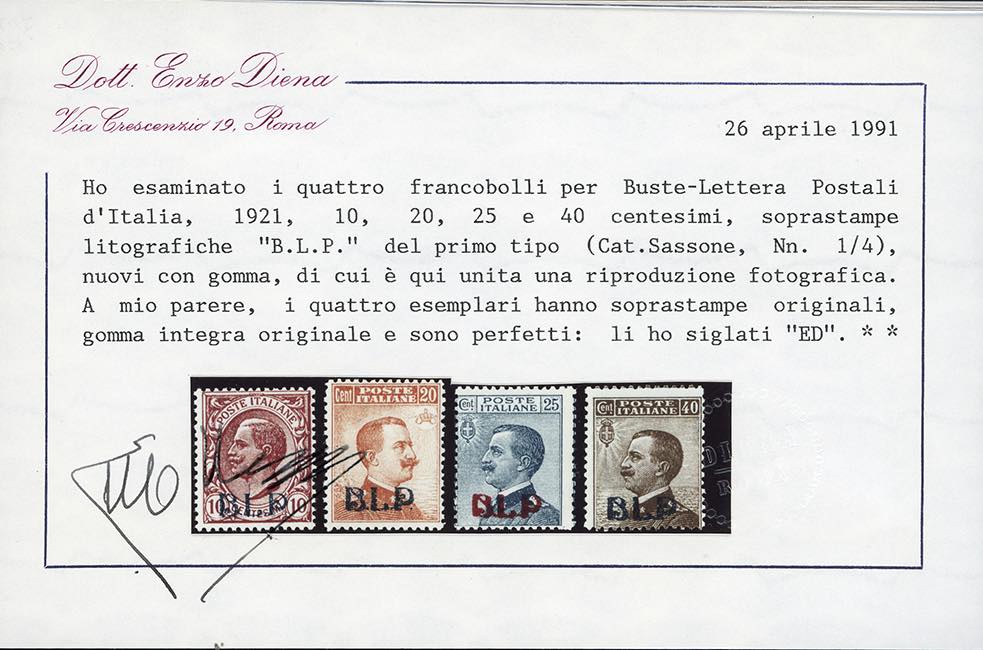 Dott. Enzo Diena
Via Crescenzio 19, Roma
26 aprile 1991
Ho esaminato i quattro francobolli per Buste-Lettera Postali
d'Italia, 1921, 10, 20, 25 e 40 centesimi, soprastampe
litografiche "B.L.P." del primo tipo (Cat.Sassone, Nn. 1/4),
nuovi con gomma, di cui è qui unita una riproduzione fotografica.
A mio parere, i quattro esemplari hanno soprastampe originali,
gomma integra originale e sono perfetti: li ho siglati "ED". * *
POSTE ITALIANE
10 10
B.L.P
Cent POSTE 20
ITALIANE
B.L.P
Cent POSTE 25
ITALIANE
B.L.P
Cent POSTE 40
ITALIANE
B.L.P